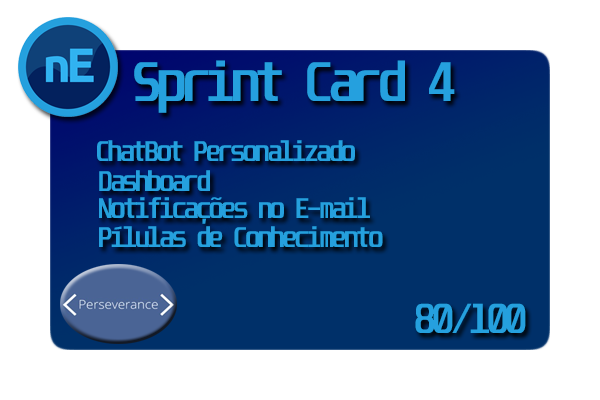 nE
Sprint Card 4
ChatBot Personalizado
Dashboard
Notificações no E-mail
Pílulas de Conhecimento
<Perseverance>
80/100